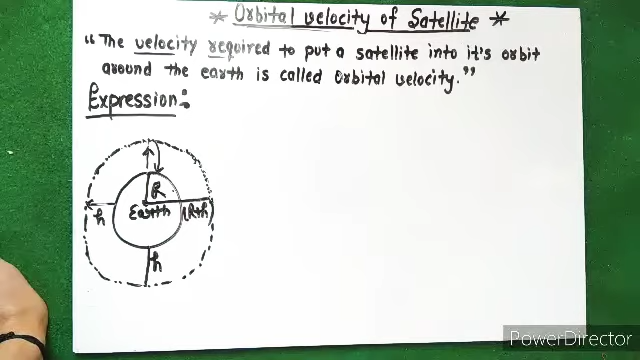 * Orbital velocity of Satellite *
" The velocity required to put a satellite into it's orbit
around the earth is called Orbital velocity."
Expression:
R
h
Earth
(R+h)
h
PowerDirector